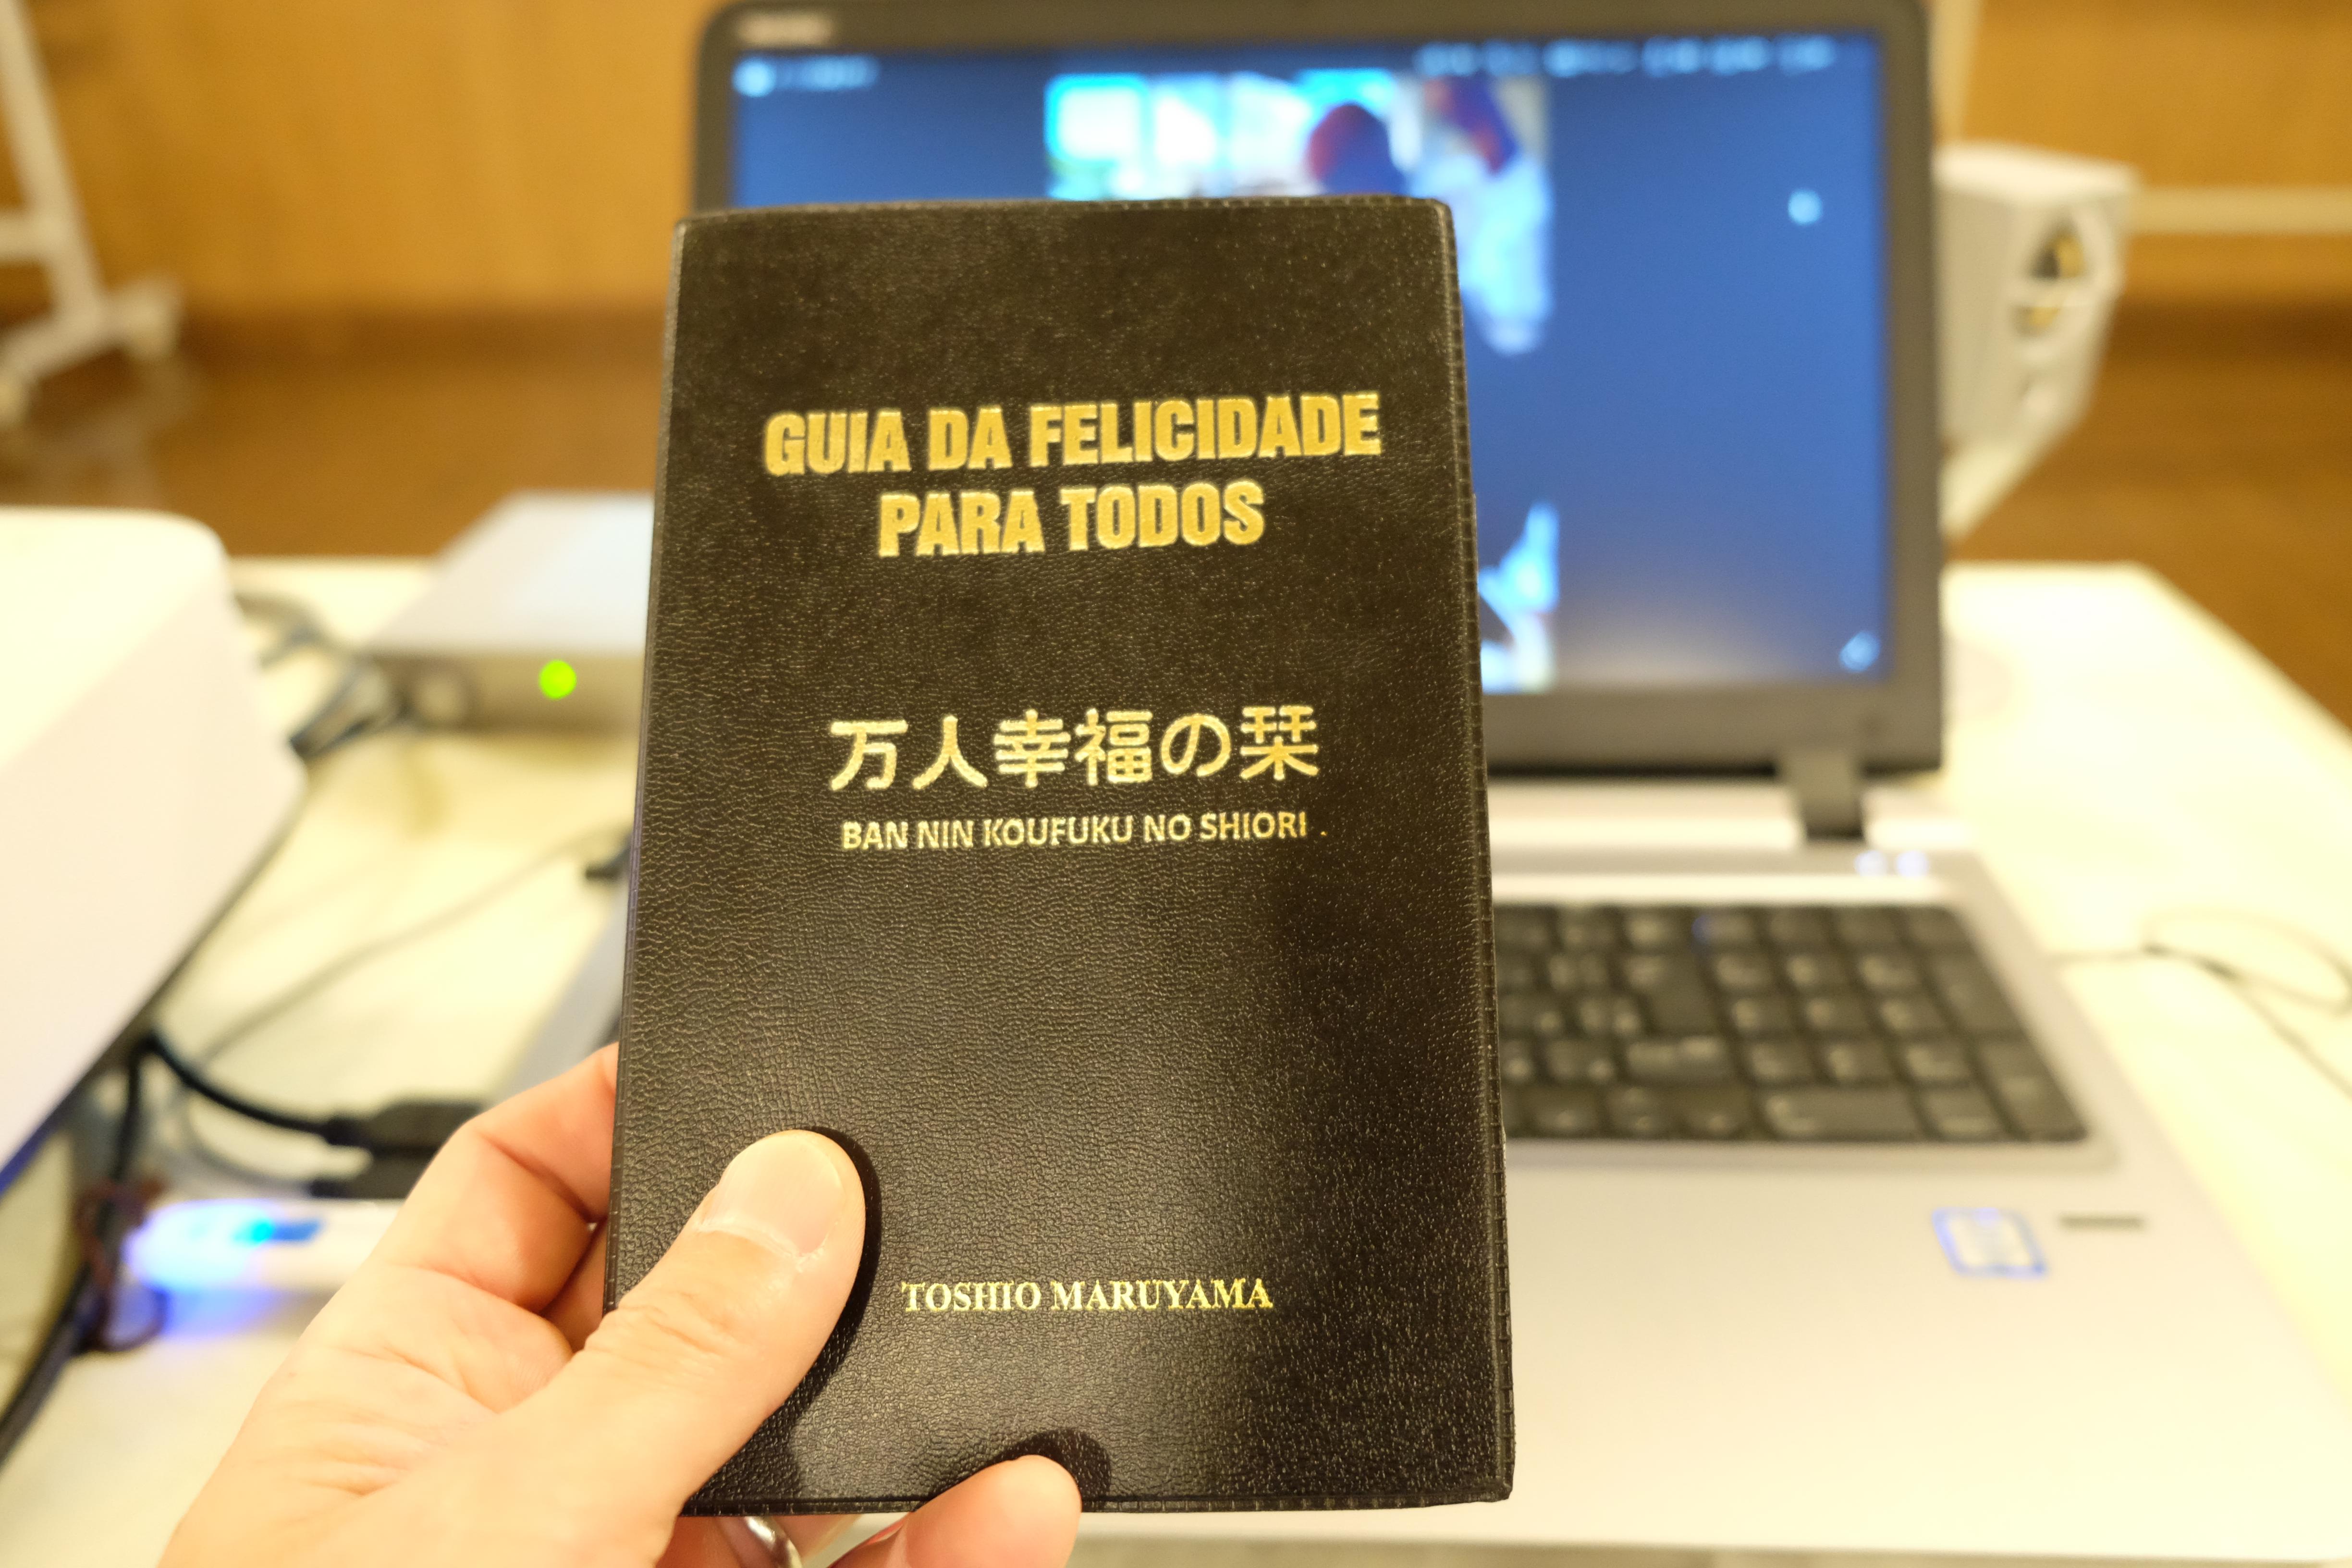 GUIA DA FELICIDADE
PARA TODOS
万人幸福の栞
BAN NIN KOUFUKU NO SHIORI .
TOSHIO MARUYAMA